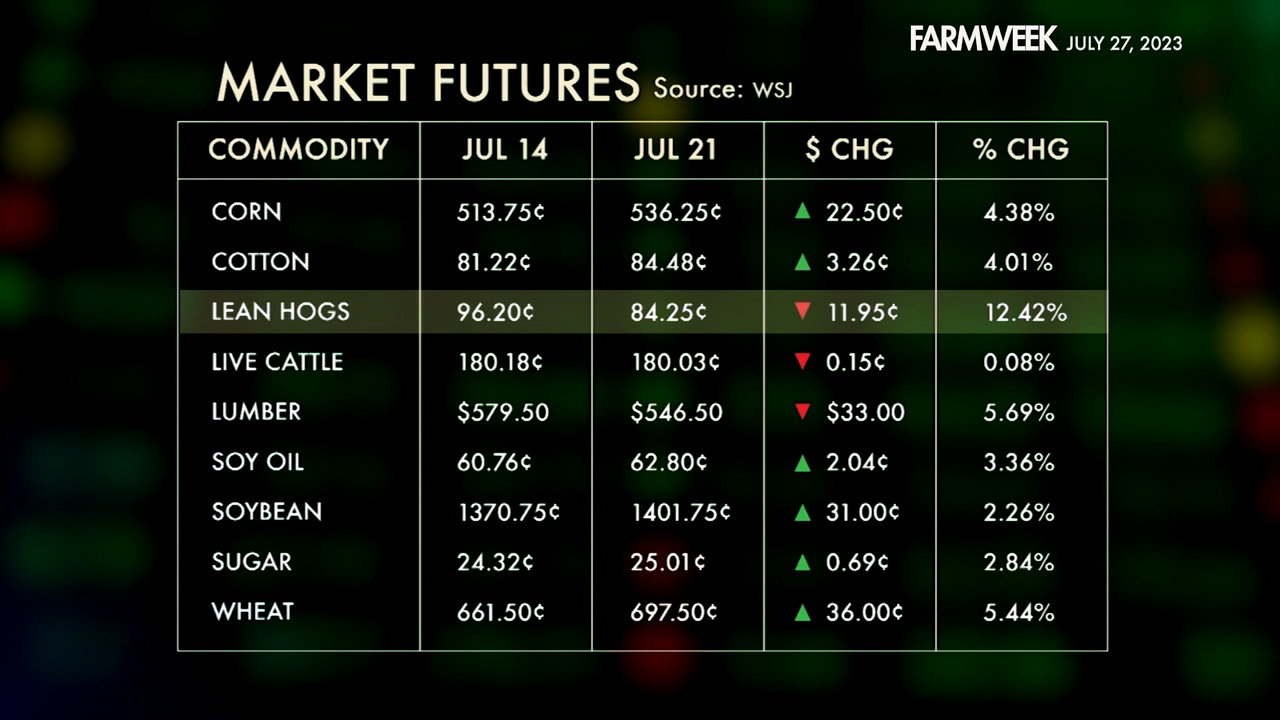 FARMWEEK JULY 27, 2023
MARKET FUTURES Source: WSJ
COMMODITY JUL 14 JUL 21 $ CHG % CHG
CORN 513.75¢ 536.25¢ ▲ 22.50¢ 4.38%
COTTON 81.22¢ 84.48¢ ▲ 3.26¢ 4.01%
LEAN HOGS 96.20¢ 84.25¢ ▼ 11.95¢ 12.42%
LIVE CATTLE 180.18¢ 180.03¢ ▼ 0.15¢ 0.08%
LUMBER $579.50 $546.50 ▼ $33.00 5.69%
SOY OIL 60.76¢ 62.80¢ ▲ 2.04¢ 3.36%
SOYBEAN 1370.75¢ 1401.75¢ ▲ 31.00¢ 2.26%
SUGAR 24.32¢ 25.01¢ ▲ 0.69¢ 2.84%
WHEAT 661.50¢ 697.50¢ ▲ 36.00¢ 5.44%